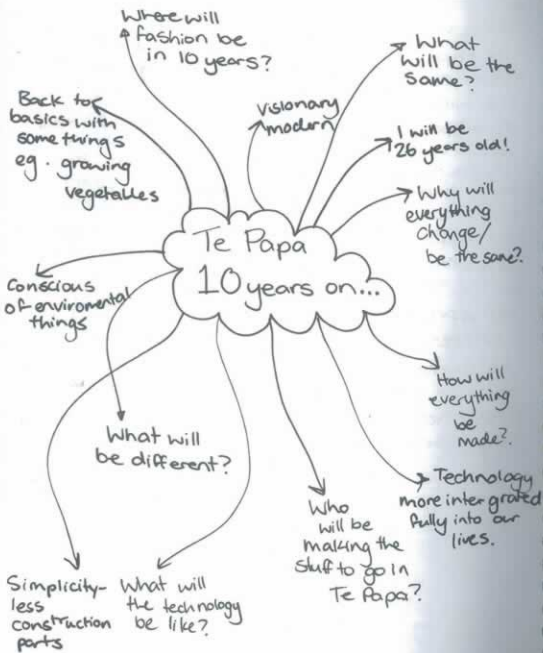 Where will
fashion be
in 10 years?
What
will be the
same?
Back to
basics with
some things
eg. growing
vegetables
visionary
modern
I will be
26 years old!
Why will
everything
change/
be the same?
Te Papa
10 years on...
Conscious
of enviromental
things
How will
everything
be
made?
What will
be different?
Technology
more intergrated
fully into our
lives.
Who
will be
making the
stuff to go in
Te Papa?
Simplicity-
less
construction
parts
What will
the technology
be like?